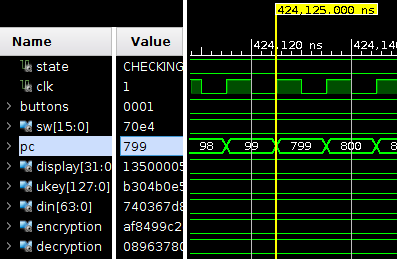 424,125.000 ns
Name Value
424,120 ns 424,140
state CHECKING
clk 1
buttons 0001
sw[15:0] 70e4
pc 799 98 99 799 800 8
display[31:0 13500005
ukey[127:0] b304b0e5
din[63:0] 740367d8
encryption af8499c2
decryption 08963780